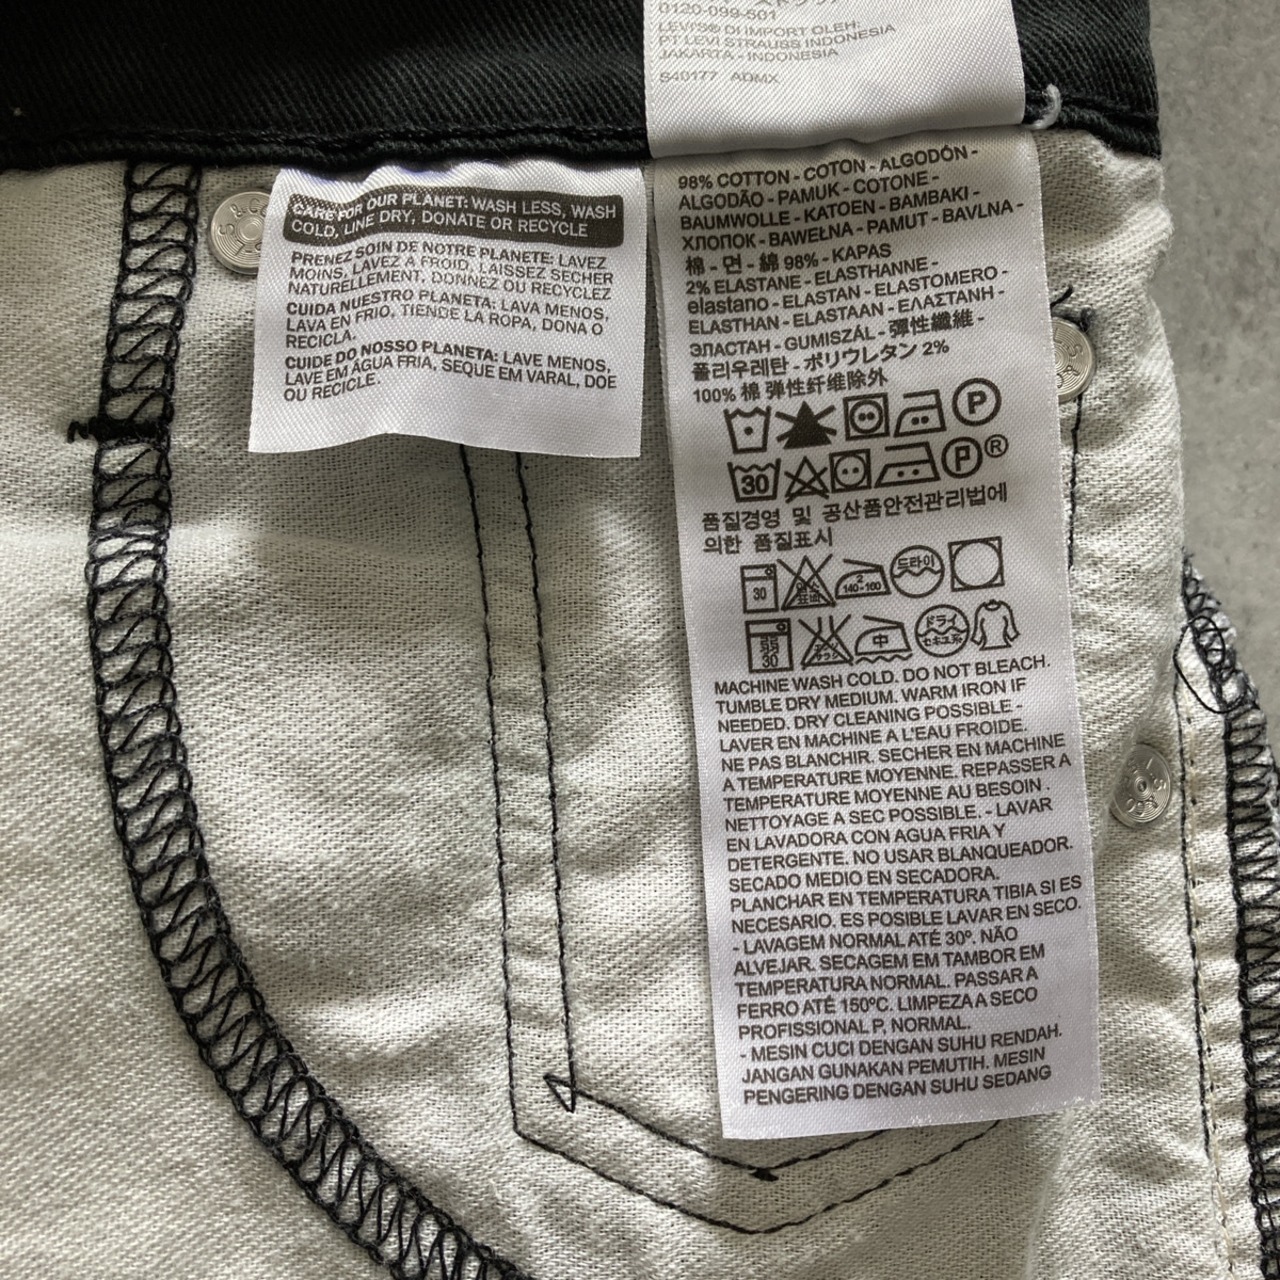 0120-099-501
LEVI'S® DI IMPORT OLEH:
PT LEVI STRAUSS INDONESIA
JAKARTA - INDONESIA
S40177 ADMX
CARE FOR OUR PLANET: WASH LESS, WASH
COLD, LINE DRY, DONATE OR RECYCLE
PRENEZ SOIN DE NOTRE PLANETE: LAVEZ
MOINS, LAVEZ A FROID, LAISSEZ SECHER
NATURELLEMENT, DONNEZ OU RECYCLEZ
CUIDA NUESTRO PLANETA: LAVA MENOS,
LAVA EN FRIO, TIENDE LA ROPA, DONA O
RECICLA.
CUIDE DO NOSSO PLANETA: LAVE MENOS,
LAVE EM ÁGUA FRIA, SEQUE EM VARAL, DOE
OU RECICLE.
98% COTTON - COTON - ALGODÓN -
ALGODÃO - PAMUK - COTONE -
BAUMWOLLE - KATOEN - BAMBAKI -
ХЛОПОК - BAWEŁNA - PAMUT - BAVLNA -
棉 - 면 - 綿 98% - KAPAS
2% ELASTANE - ELASTHANNE -
elastano - ELASTAN - ELASTOMERO -
ELASTHAN - ELASTAAN - ΕΛΑΣΤΑΝΗ -
ЭЛАСТАН - GUMISZÁL - 彈性纖維 -
폴리우레탄 - ポリウレタン 2%
100% 棉 弹性纤维除外
P
30 P ®
품질경영 및 공산품안전관리법에
의한 품질표시
30 2 140-160 드라이
弱 30 中 ドライ セキユ系
MACHINE WASH COLD. DO NOT BLEACH.
TUMBLE DRY MEDIUM. WARM IRON IF
NEEDED. DRY CLEANING POSSIBLE -
LAVER EN MACHINE A L'EAU FROIDE.
NE PAS BLANCHIR. SECHER EN MACHINE
A TEMPERATURE MOYENNE. REPASSER A
TEMPERATURE MOYENNE AU BESOIN .
NETTOYAGE A SEC POSSIBLE. - LAVAR
EN LAVADORA CON AGUA FRIA Y
DETERGENTE. NO USAR BLANQUEADOR.
SECADO MEDIO EN SECADORA.
PLANCHAR EN TEMPERATURA TIBIA SI ES
NECESARIO. ES POSIBLE LAVAR EN SECO.
- LAVAGEM NORMAL ATÉ 30º. NÃO
ALVEJAR. SECAGEM EM TAMBOR EM
TEMPERATURA NORMAL. PASSAR A
FERRO ATÉ 150ºC. LIMPEZA A SECO
PROFISSIONAL P, NORMAL.
- MESIN CUCI DENGAN SUHU RENDAH.
JANGAN GUNAKAN PEMUTIH. MESIN
PENGERING DENGAN SUHU SEDANG